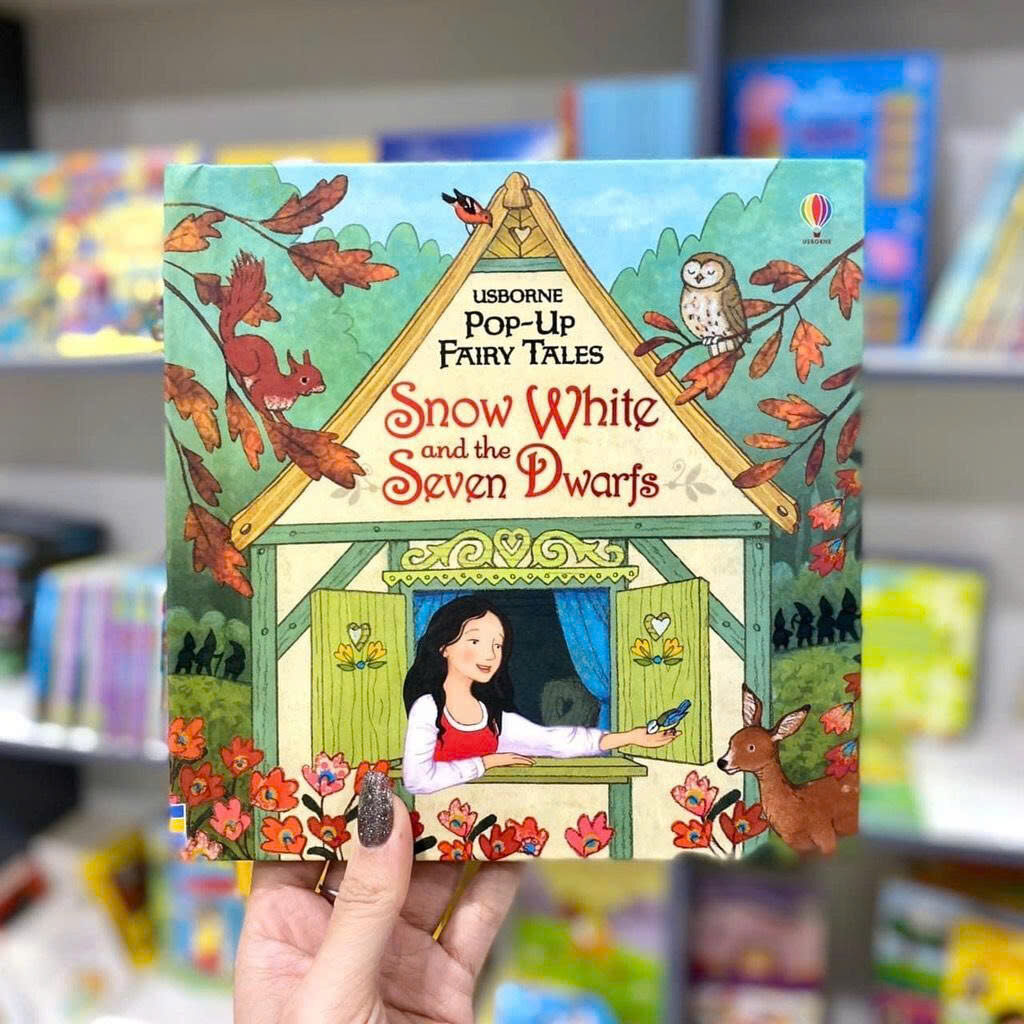 USBORNE
USBORNE
Pop-Up
Fairy Tales
Snow White
and the
Seven Dwarfs